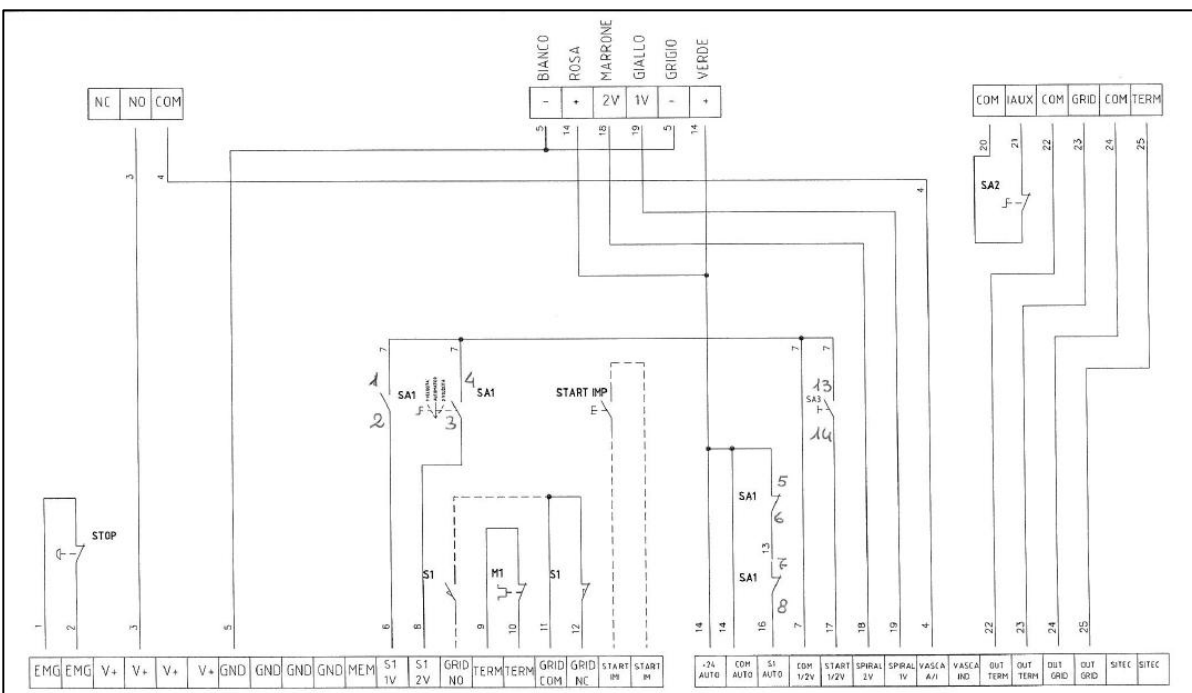 BIANCO
ROSA
MARRONE
GIALLO
GRIGIO
VERDE
NC NO COM
- + 2V 1V - +
COM IAUX COM GRID COM TERM
5 14 18 19 5 14
20 21 22 23 24 25
3
4
4
SA2
7 7 7 7
1 SA1 4 SA1
2 3
START IMP
13
SA3
14
5
SA1
6
STOP
13
7
SA1
8
S1 M1 S1
1 2 3 5 6 8 9 10 11 12 14 14 16 7 17 18 19 4 22 23 24 25
EMG EMG V+ V+ V+ V+ GND GND GND GND MEM S1 1V S1 2V GRID NO TERM TERM GRID COM GRID NC START IMI START IM
+24 AUTO COM AUTO S1 AUTO COM 1/2V START 1/2V SPIRAL 2V SPIRAL 1V VASCA A/I VASCA IND OUT TERM OUT TERM OUT GRID OUT GRID SITEC SITEC